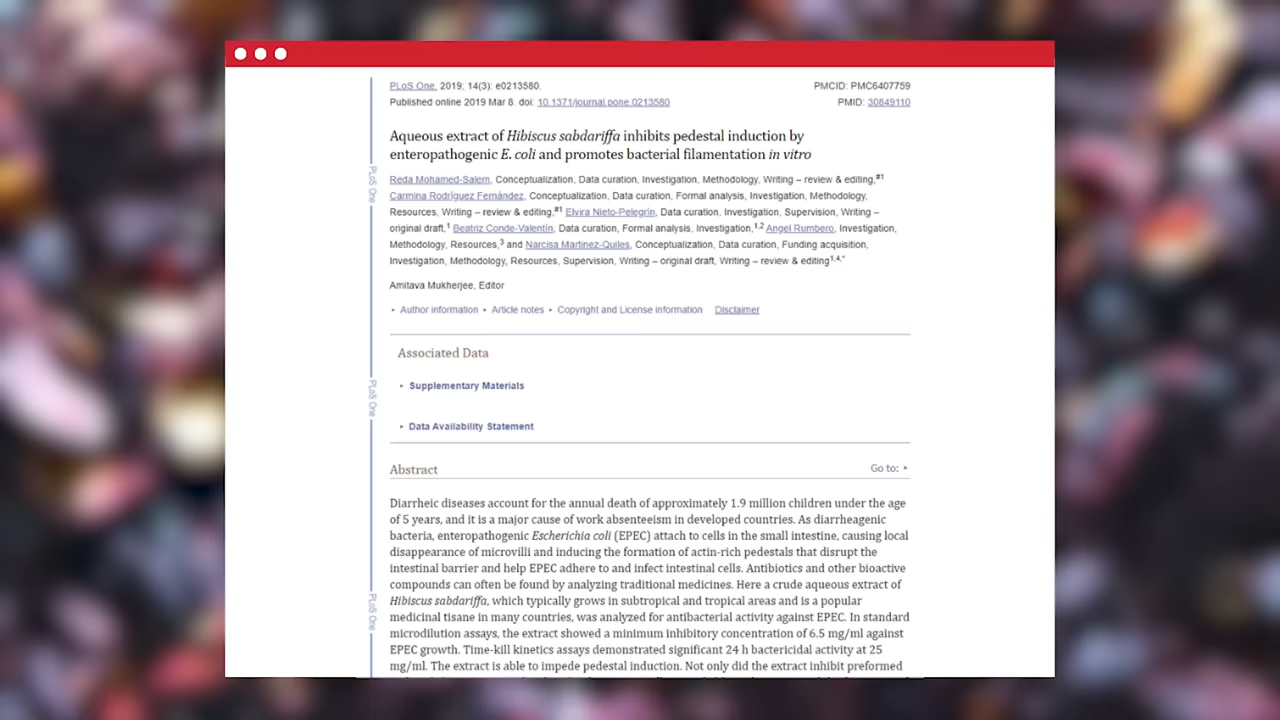 PLoS One. 2019; 14(3): e0213580.
PMCID: PMC6407759
Published online 2019 Mar 8. doi: 10.1371/journal.pone.0213580
PMID: 30849110
Aqueous extract of Hibiscus sabdariffa inhibits pedestal induction by
enteropathogenic E. coli and promotes bacterial filamentation in vitro
Reda Mohamed-Salem, Conceptualization, Data curation, Investigation, Methodology, Writing – review & editing,#1
Carmina Rodríguez Fernández, Conceptualization, Data curation, Formal analysis, Investigation, Methodology,
Resources, Writing – review & editing,#1 Elvira Nieto-Pelegrín, Data curation, Investigation, Supervision, Writing –
original draft,1 Beatriz Conde-Valentín, Data curation, Formal analysis, Investigation,1,2 Angel Rumbero, Investigation,
Methodology, Resources,3 and Narcisa Martinez-Quiles, Conceptualization, Data curation, Funding acquisition,
Investigation, Methodology, Resources, Supervision, Writing – original draft, Writing – review & editing1,4,*
Amitava Mukherjee, Editor
▸ Author information ▸ Article notes ▸ Copyright and License information Disclaimer
Associated Data
▸ Supplementary Materials
▸ Data Availability Statement
Abstract
Go to: ▸
Diarrheic diseases account for the annual death of approximately 1.9 million children under the age
of 5 years, and it is a major cause of work absenteeism in developed countries. As diarrheagenic
bacteria, enteropathogenic Escherichia coli (EPEC) attach to cells in the small intestine, causing local
disappearance of microvilli and inducing the formation of actin-rich pedestals that disrupt the
intestinal barrier and help EPEC adhere to and infect intestinal cells. Antibiotics and other bioactive
compounds can often be found by analyzing traditional medicines. Here a crude aqueous extract of
Hibiscus sabdariffa, which typically grows in subtropical and tropical areas and is a popular
medicinal tisane in many countries, was analyzed for antibacterial activity against EPEC. In standard
microdilution assays, the extract showed a minimum inhibitory concentration of 6.5 mg/ml against
EPEC growth. Time-kill kinetics assays demonstrated significant 24 h bactericidal activity at 25
mg/ml. The extract is able to impede pedestal induction. Not only did the extract inhibit preformed
PLoS One
PLoS One
PLoS One